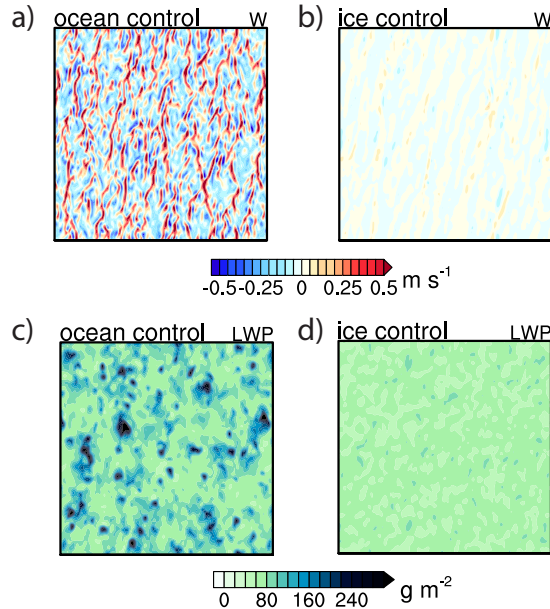 a) ocean control W
b) ice control W
-0.5 -0.25 0 0.25 0.5 m s⁻¹
c) ocean control LWP
d) ice control LWP
0 80 160 240 g m⁻²